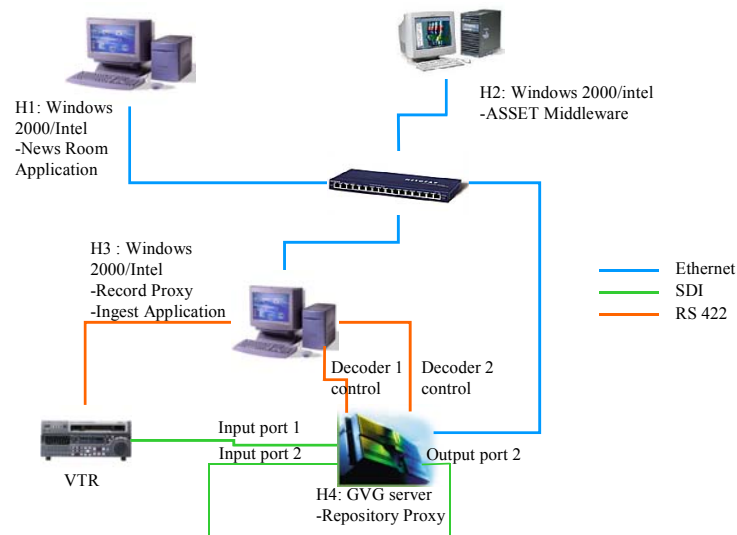 H1: Windows
2000/Intel
-News Room
Application
H2: Windows 2000/intel
-ASSET Middleware
H3 : Windows
2000/Intel
-Record Proxy
-Ingest Application
Ethernet
SDI
RS 422
Decoder 1
control
Decoder 2
control
Input port 1
Input port 2
Output port 2
VTR
H4: GVG server
-Repository Proxy